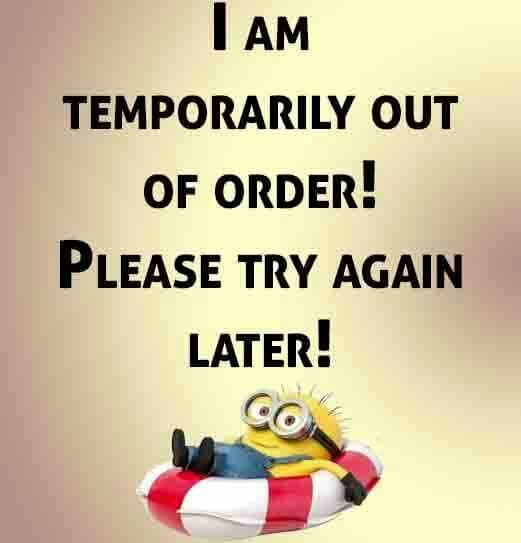 I AM
TEMPORARILY OUT
OF ORDER!
PLEASE TRY AGAIN
LATER!